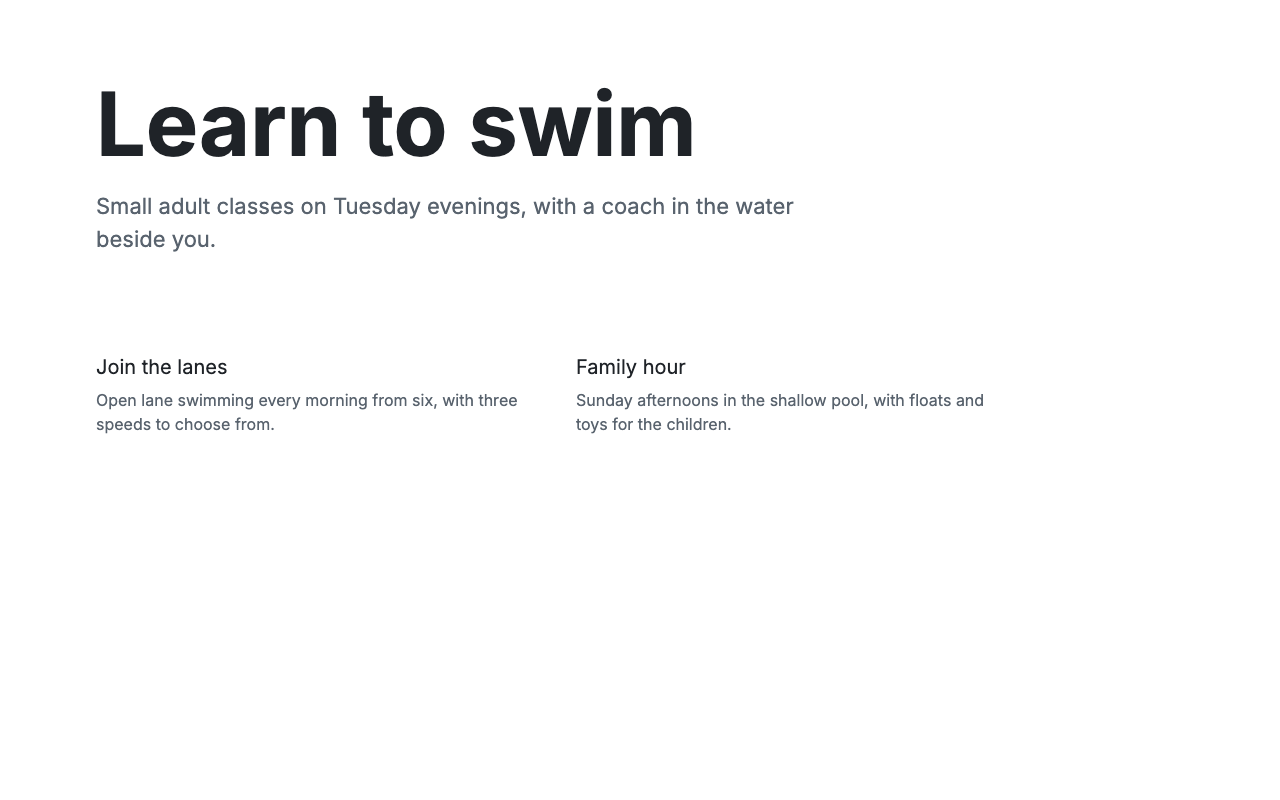 Learn to swim
Small adult classes on Tuesday evenings, with a coach in the water
beside you.
Join the lanes
Open lane swimming every morning from six, with three
speeds to choose from.
Family hour
Sunday afternoons in the shallow pool, with floats and
toys for the children.